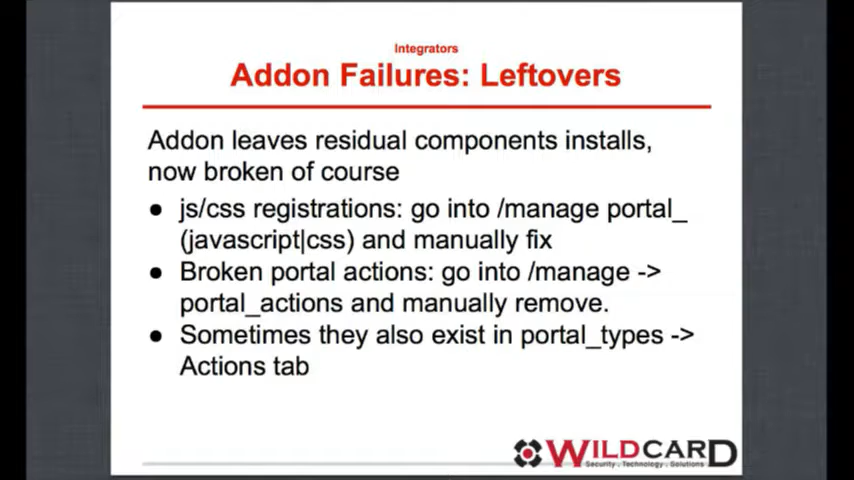 Integrators
Addon Failures: Leftovers
Addon leaves residual components installs,
now broken of course
● js/css registrations: go into /manage portal_
(javascript|css) and manually fix
● Broken portal actions: go into /manage ->
portal_actions and manually remove.
● Sometimes they also exist in portal_types ->
Actions tab
WILDCARD
Security . Technology . Solutions